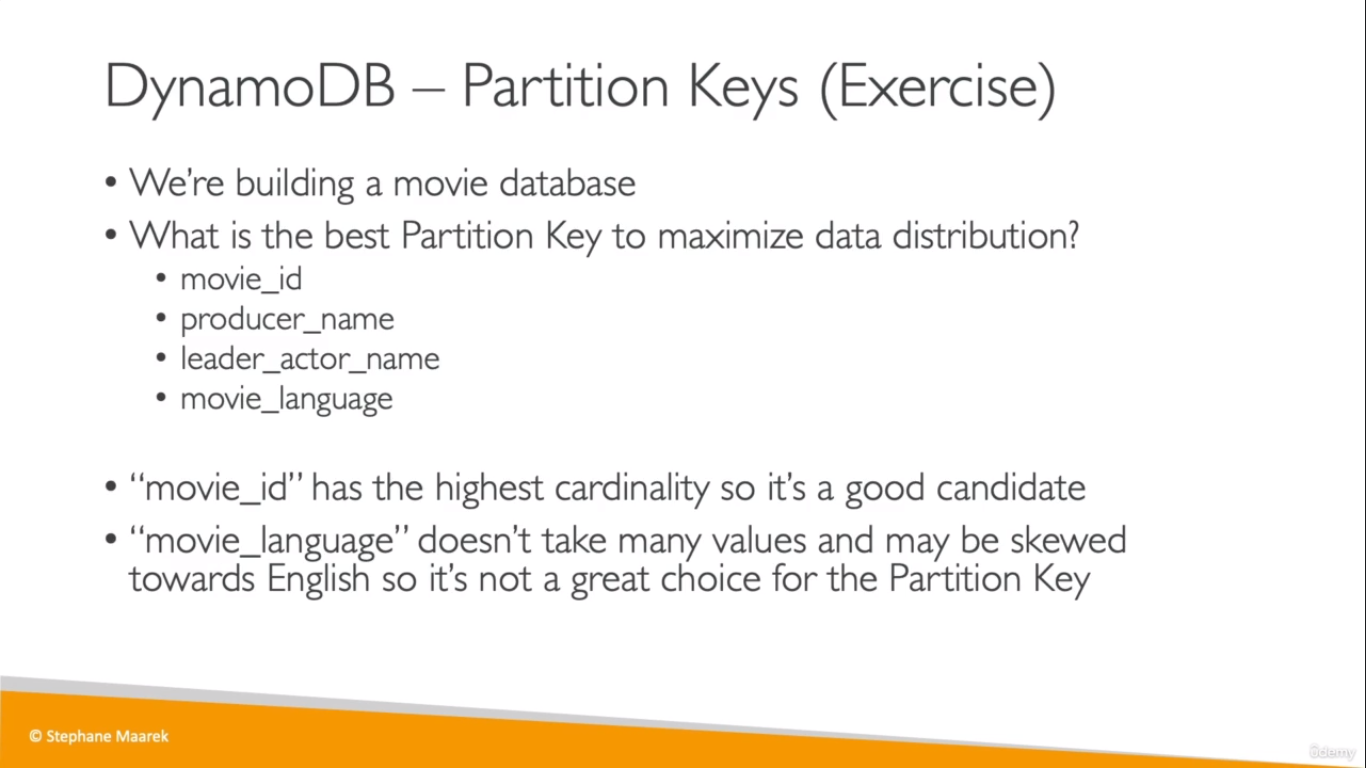 DynamoDB – Partition Keys (Exercise)
• We’re building a movie database
• What is the best Partition Key to maximize data distribution?
• movie_id
• producer_name
• leader_actor_name
• movie_language
• “movie_id” has the highest cardinality so it’s a good candidate
• “movie_language” doesn’t take many values and may be skewed
towards English so it’s not a great choice for the Partition Key
© Stephane Maarek
ûdemy